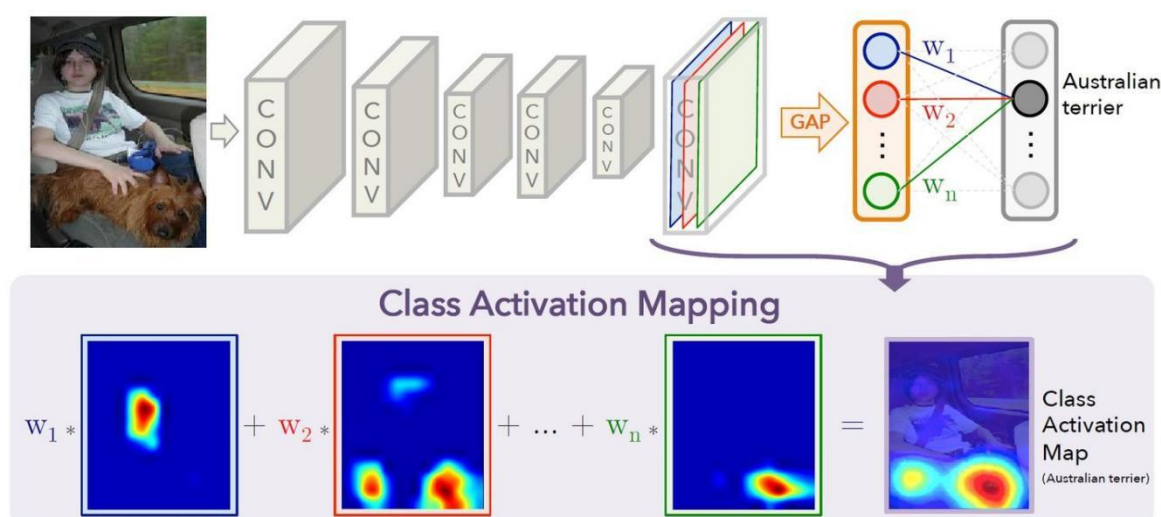 CONV
CONV
CONV
CONV
CONV
CONV
GAP
w1
w2
⋮
wn
⋮
Australian
terrier
Class Activation Mapping
w1 * + w2 * + ... + wn * =
Class
Activation
Map
(Australian terrier)